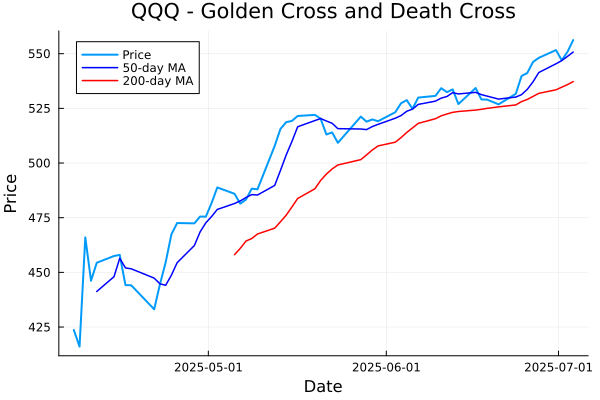 QQQ - Golden Cross and Death Cross
Price
50-day MA
200-day MA
550
525
500
475
450
425
Price
2025-05-01
2025-06-01
2025-07-01
Date